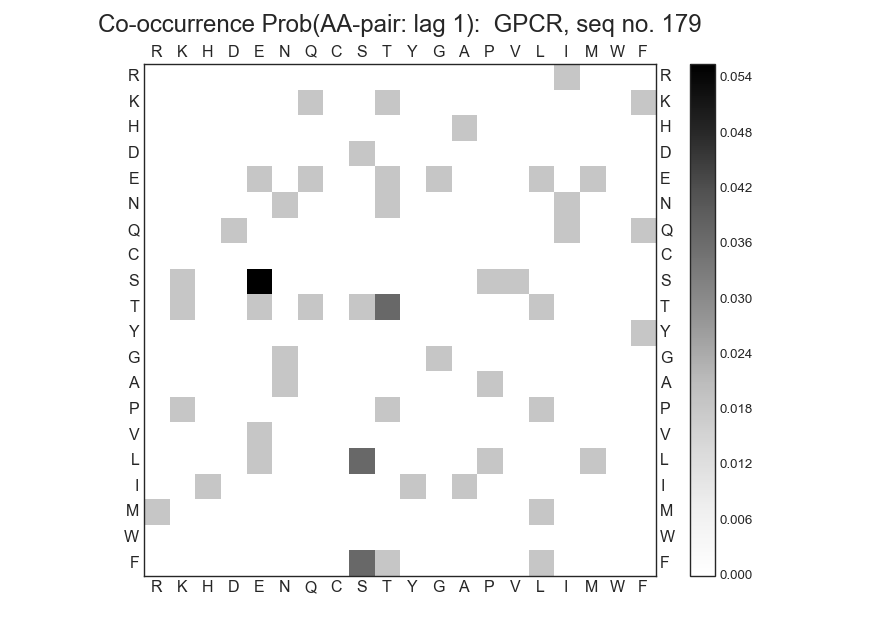 Co-occurrence Prob(AA-pair: lag 1):  GPCR, seq no. 179
R K H D E N Q C S T Y G A P V L I M W F
R R 0.054
K K
H H 0.048
D D
E E 0.042
N N
Q Q 0.036
C C
S S 0.030
T T
Y Y 0.024
G G
A A
P P 0.018
V V
L L 0.012
I I
M M 0.006
W W
F F 0.000
R K H D E N Q C S T Y G A P V L I M W F